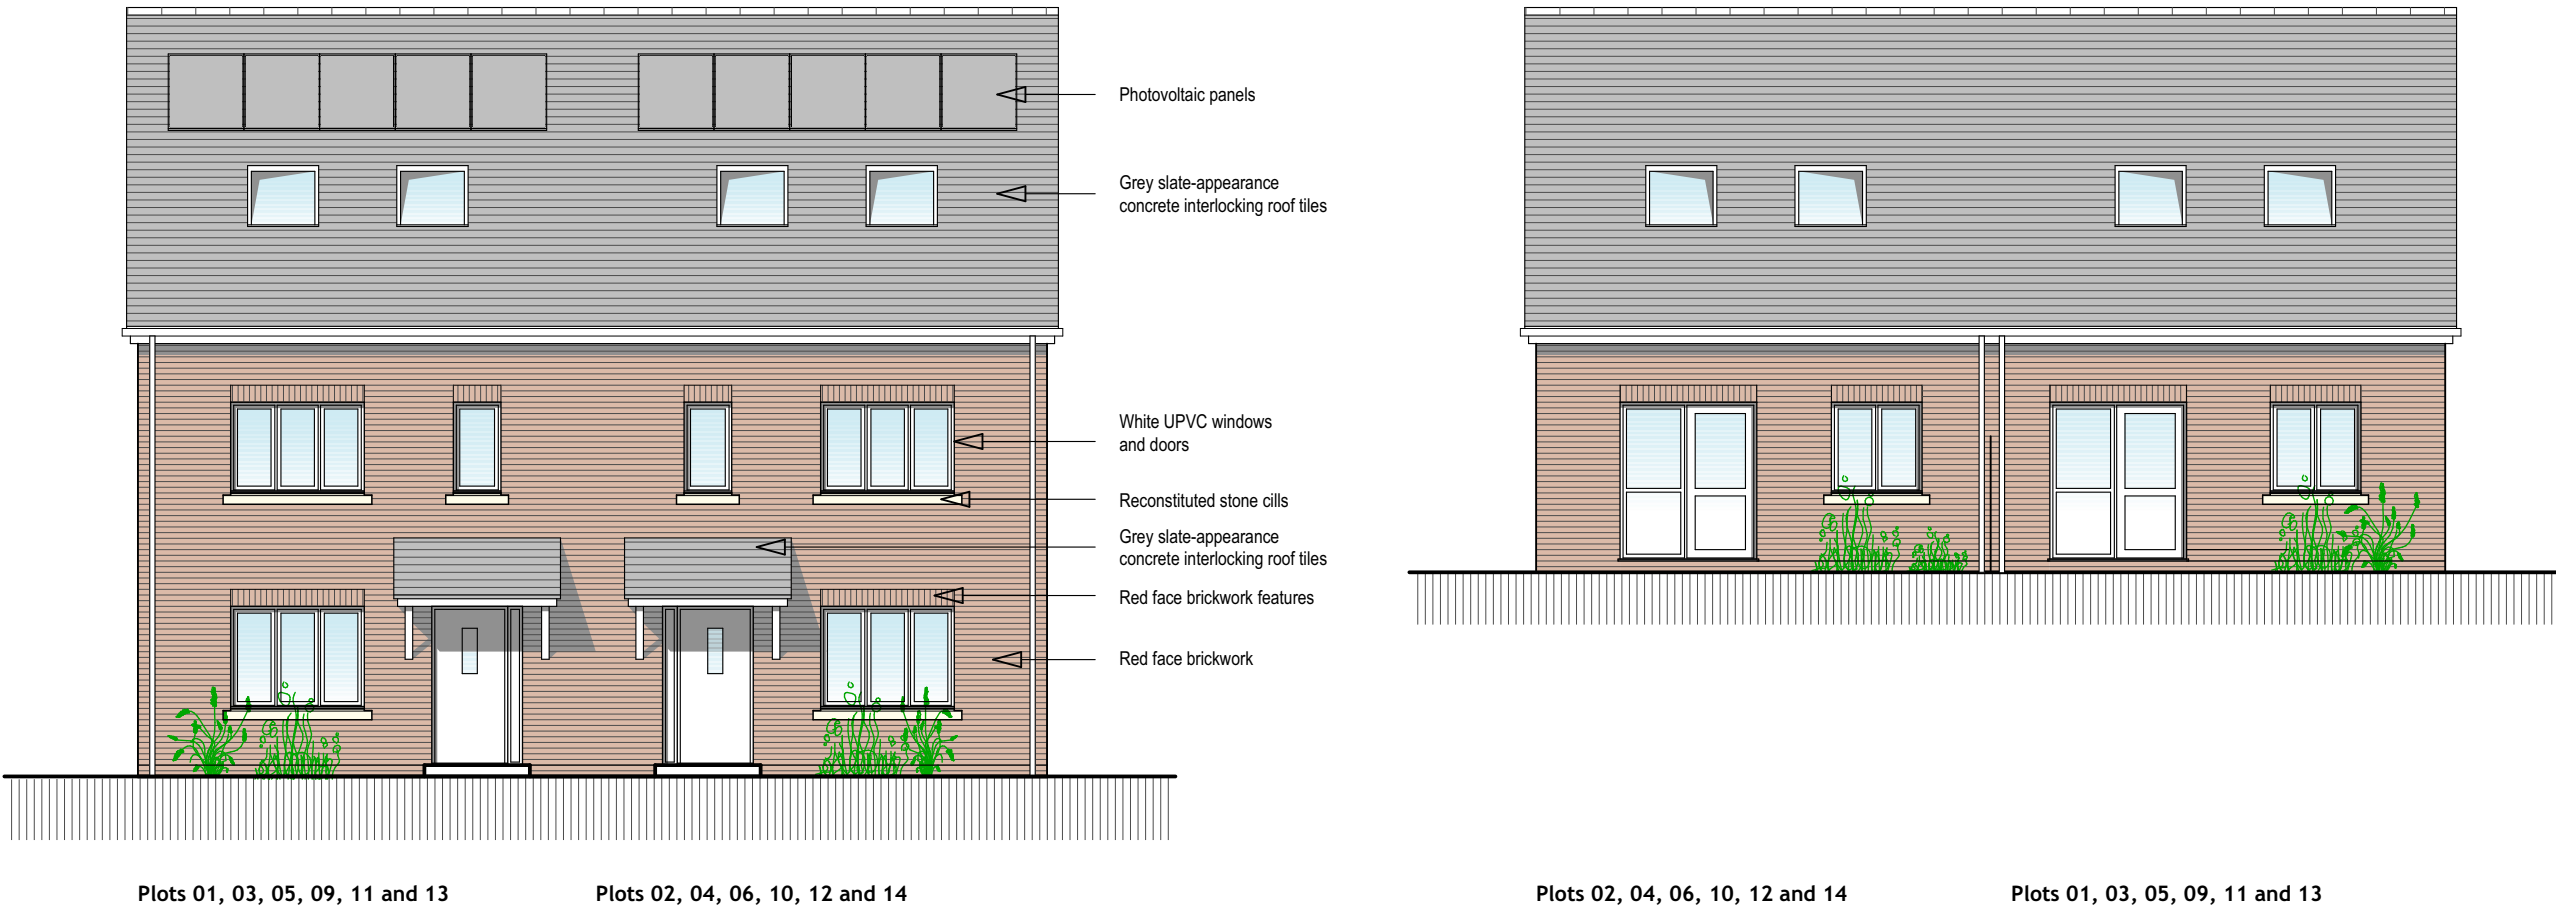 Photovoltaic panels
Grey slate-appearance
concrete interlocking roof tiles
White UPVC windows
and doors
Reconstituted stone cills
Grey slate-appearance
concrete interlocking roof tiles
Red face brickwork features
Red face brickwork
Plots 01, 03, 05, 09, 11 and 13
Plots 02, 04, 06, 10, 12 and 14
Plots 02, 04, 06, 10, 12 and 14
Plots 01, 03, 05, 09, 11 and 13